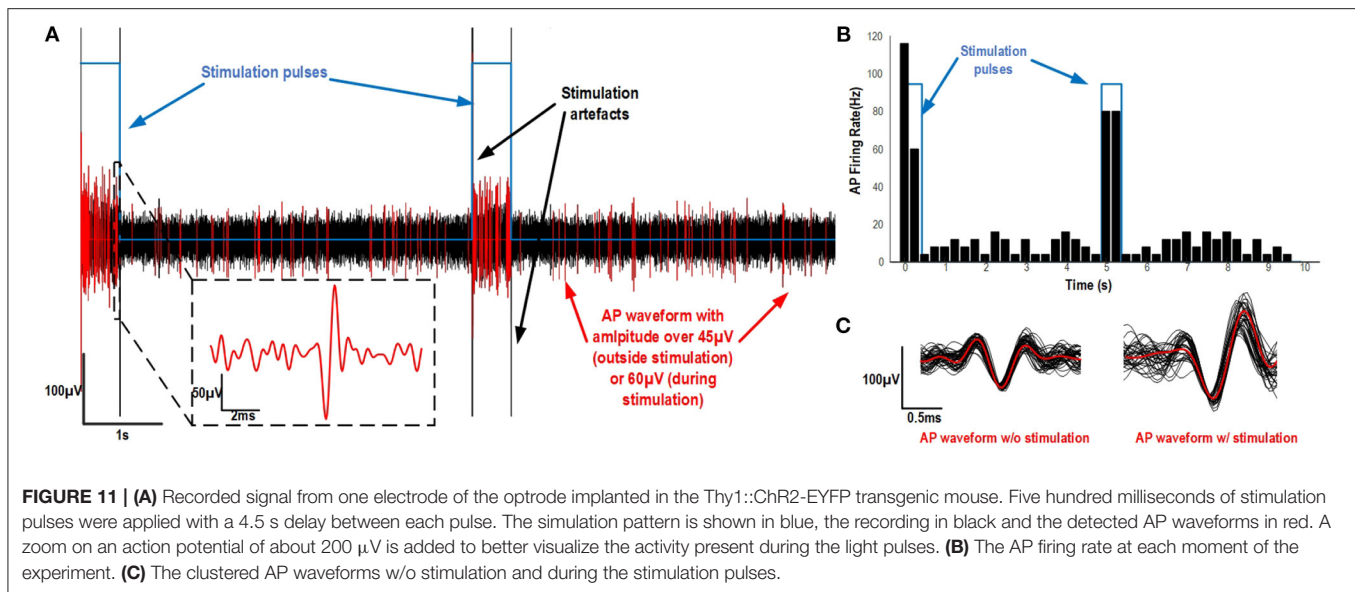 A
Stimulation pulses
Stimulation
artefacts
AP waveform with
amlpitude over 45µV
(outside stimulation)
or 60µV (during
stimulation)
100µV
1s
50µV
2ms
B
Stimulation
pulses
AP Firing Rate(Hz)
120
100
80
60
40
20
0
0 1 2 3 4 5 6 7 8 9 10
Time (s)
C
100µV
0.5ms
AP waveform w/o stimulation
AP waveform w/ stimulation
FIGURE 11 | (A) Recorded signal from one electrode of the optrode implanted in the Thy1::ChR2-EYFP transgenic mouse. Five hundred milliseconds of stimulation
pulses were applied with a 4.5 s delay between each pulse. The simulation pattern is shown in blue, the recording in black and the detected AP waveforms in red. A
zoom on an action potential of about 200 µV is added to better visualize the activity present during the light pulses. (B) The AP firing rate at each moment of the
experiment. (C) The clustered AP waveforms w/o stimulation and during the stimulation pulses.